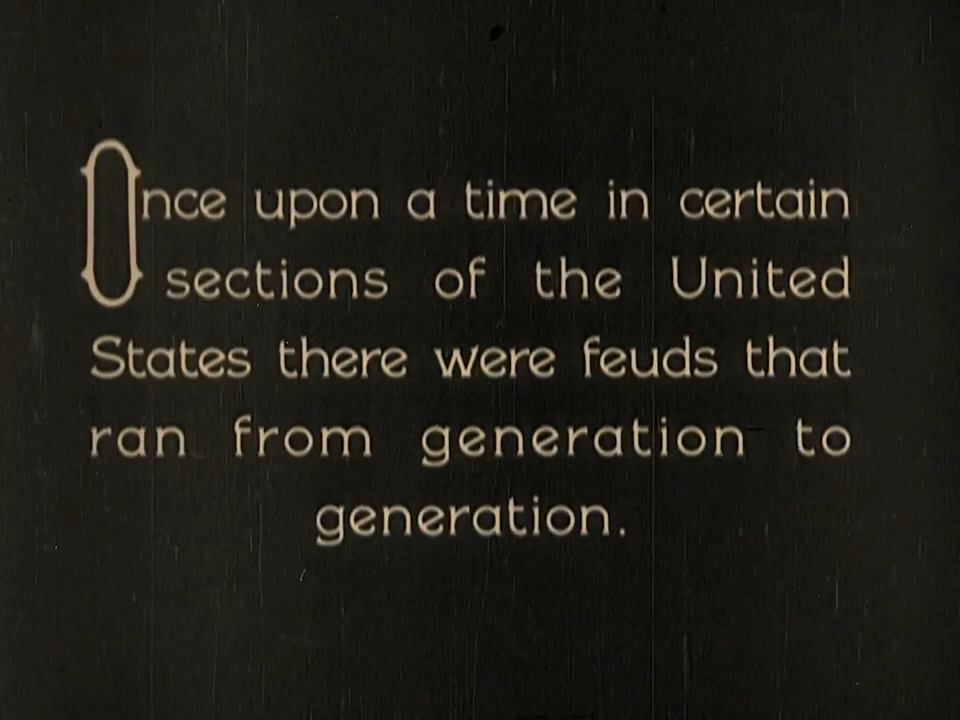 Once upon a time in certain
sections of the United
States there were feuds that
ran from generation to
generation.